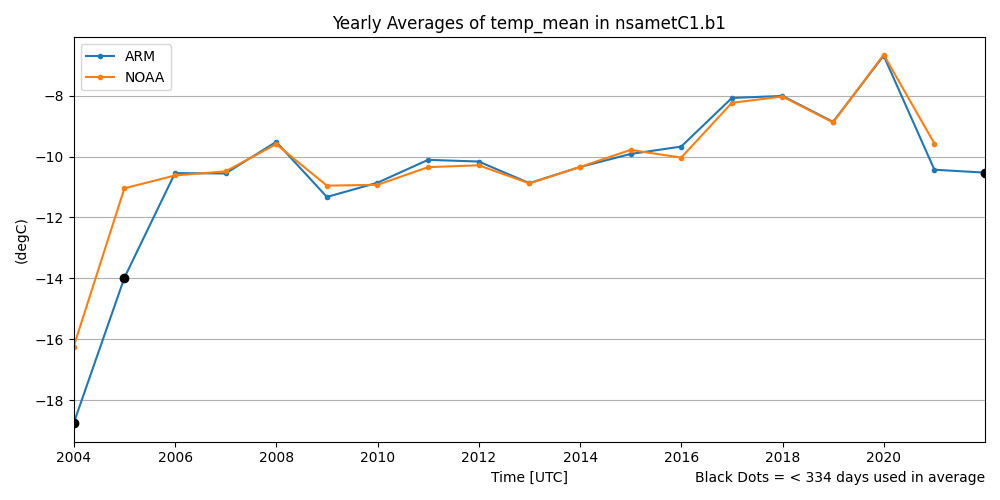 Yearly Averages of temp_mean in nsametC1.b1
ARM
NOAA
−8
−10
−12
−14
−16
−18
(degC)
2004 2006 2008 2010 2012 2014 2016 2018 2020
Time [UTC]
Black Dots = < 334 days used in average